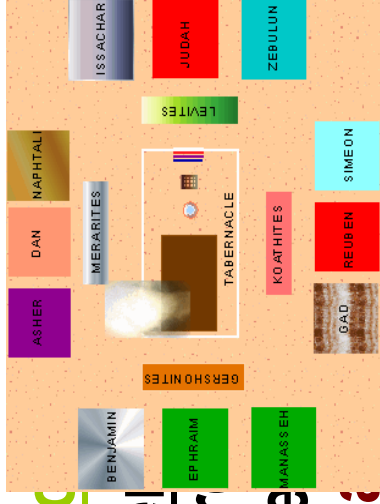 ISSACHAR
JUDAH
ZEBULUN
LEVITES
NAPHTALI
SIMEON
DAN
MERARITES
TABERNACLE
KOATHITES
REUBEN
ASHER
GAD
GERSHONITES
BENJAMIN
EPHRAIM
MANASSEH